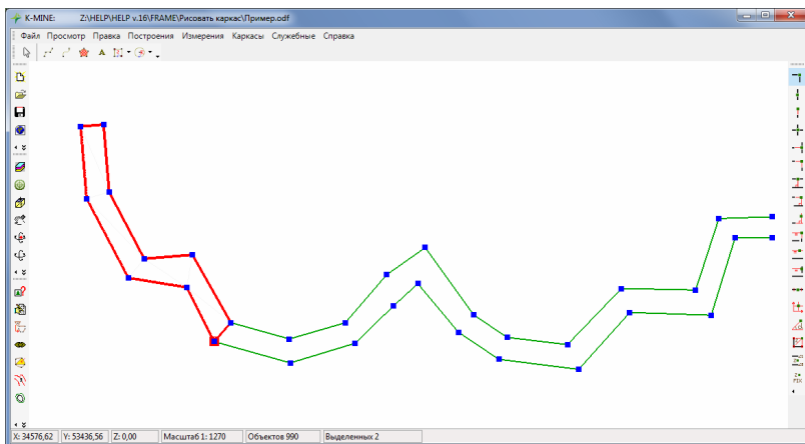 K-MINE: Z:\HELP\HELP v.16\FRAME\Рисовать каркас\Пример.odf
Файл Просмотр Правка Построения Измерения Каркасы Служебные Справка
X: 34576,62 Y: 53436,56 Z: 0,00 Масштаб 1: 1270 Объектов 990 Выделенных 2